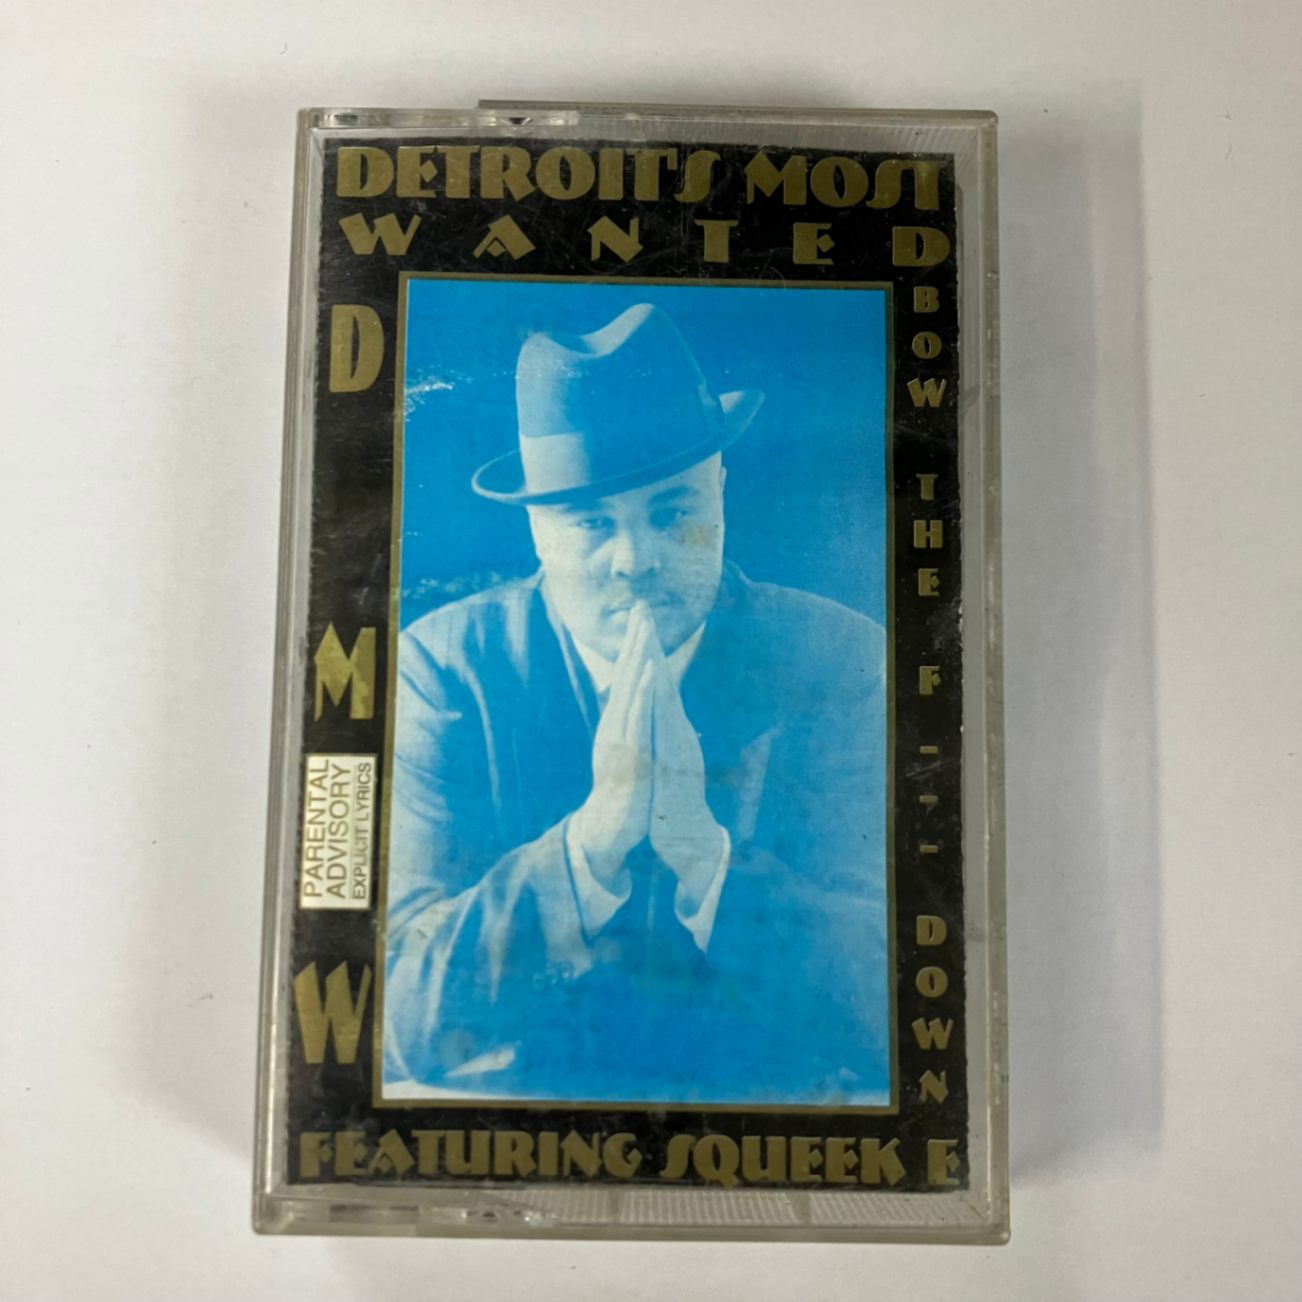 DETROIT'S MOST
WANTED
D
M
W
PARENTAL
ADVISORY
EXPLICIT LYRICS
BOW THE F - ? - DOWN
FEATURING SQUEEK E